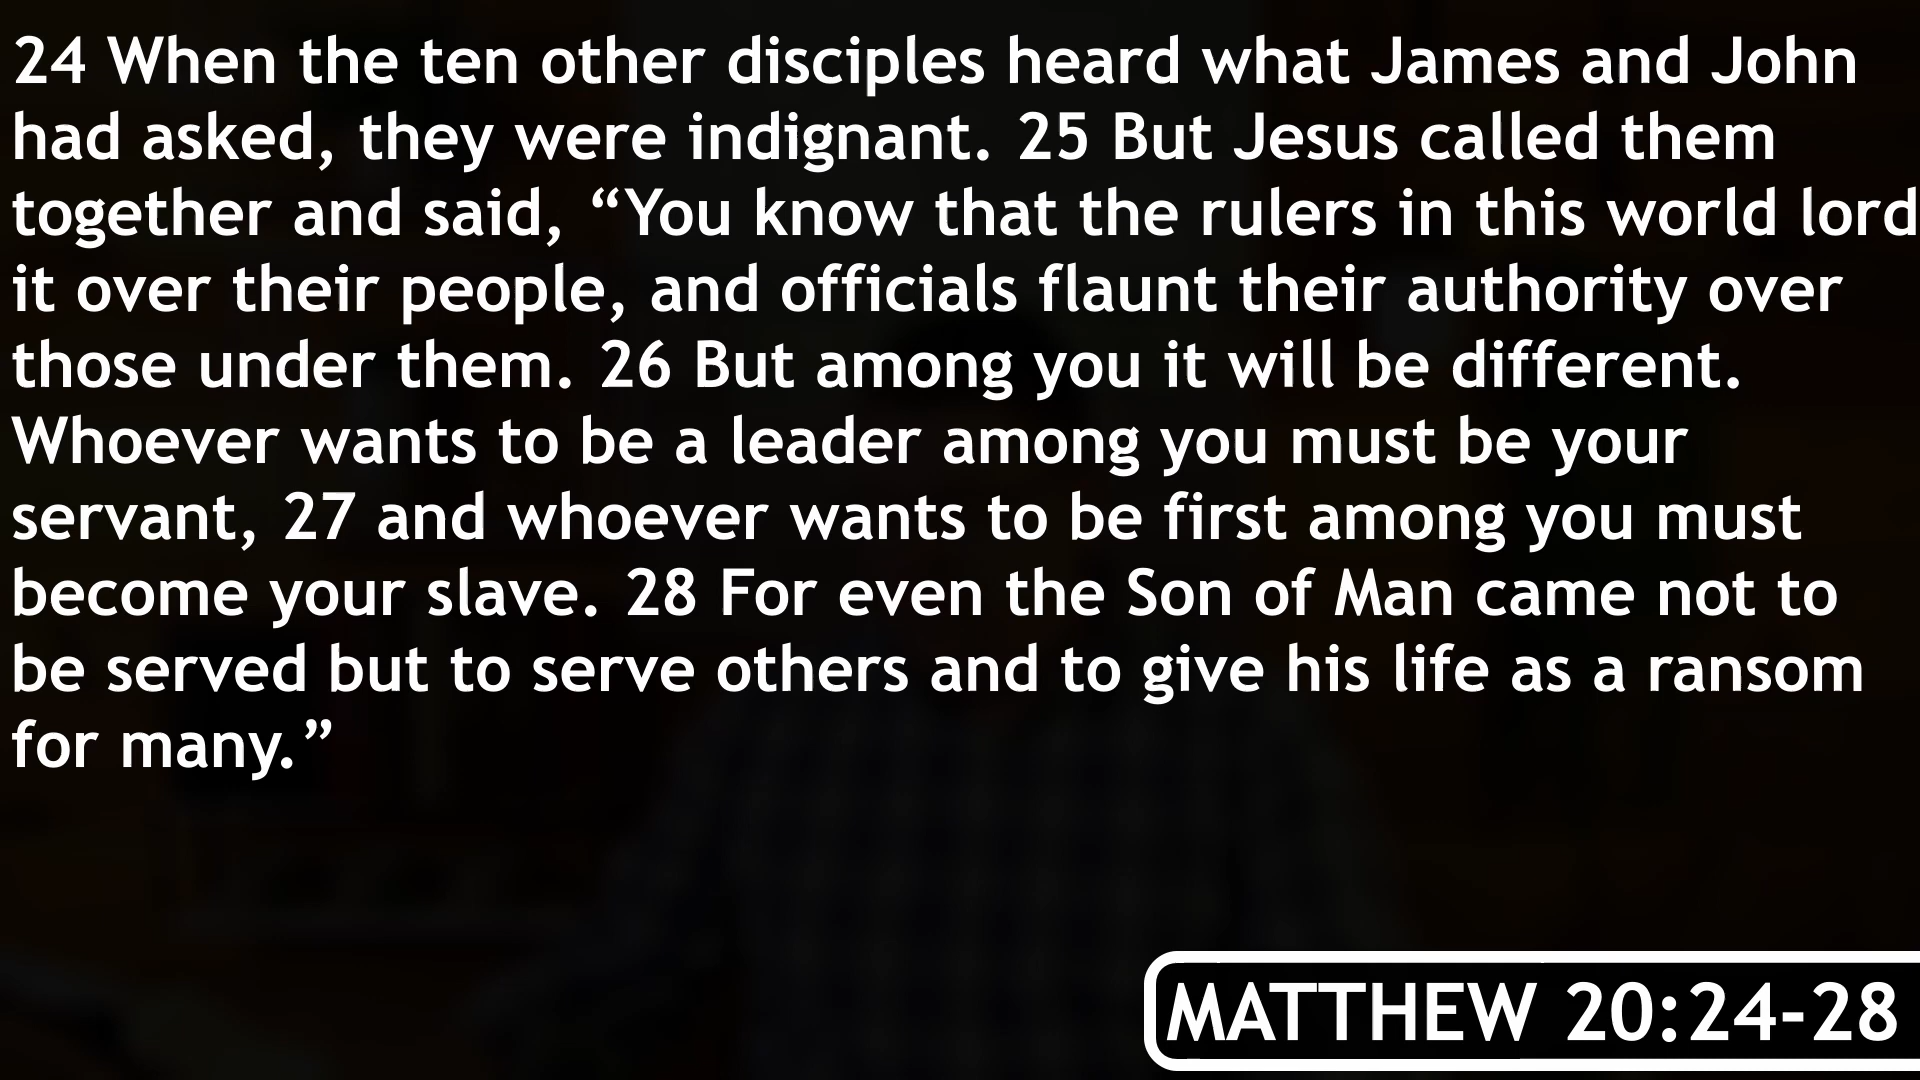 24 When the ten other disciples heard what James and John
had asked, they were indignant. 25 But Jesus called them
together and said, “You know that the rulers in this world lord
it over their people, and officials flaunt their authority over
those under them. 26 But among you it will be different.
Whoever wants to be a leader among you must be your
servant, 27 and whoever wants to be first among you must
become your slave. 28 For even the Son of Man came not to
be served but to serve others and to give his life as a ransom
for many.”
MATTHEW 20:24-28